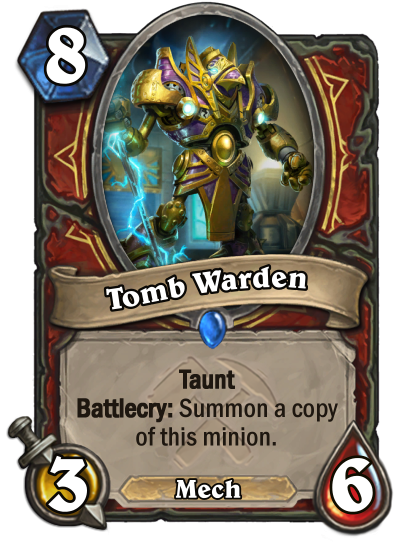 8
Tomb Warden
Taunt
Battlecry: Summon a copy
of this minion.
3
Mech
6